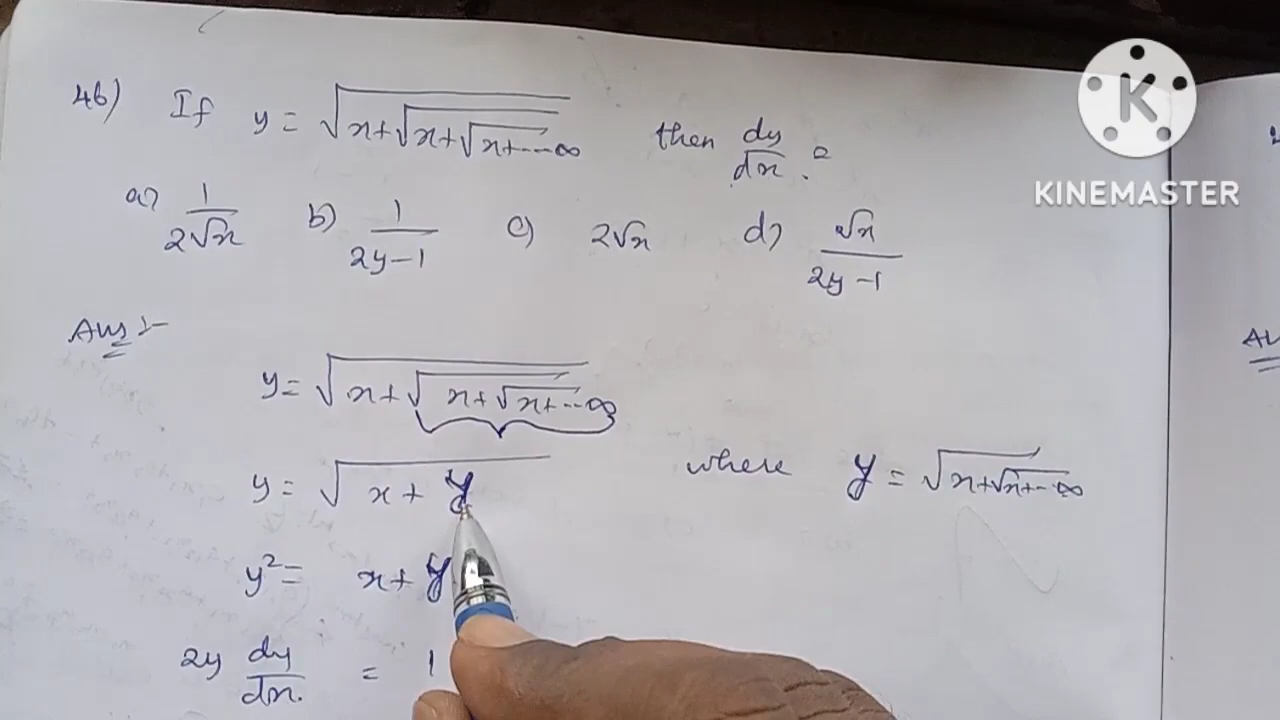 46) If y = √x+√x+√x+---∞ then dy/dx ?
a) 1/2√x b) 1/2y-1 c) 2√x d) √x/2y-1
Ans :-
y = √x+√x+√x+---∞
y = √x+y where y = √x+√x+---∞
y² = x+y
2y dy/dx = 1
K
KINEMASTER